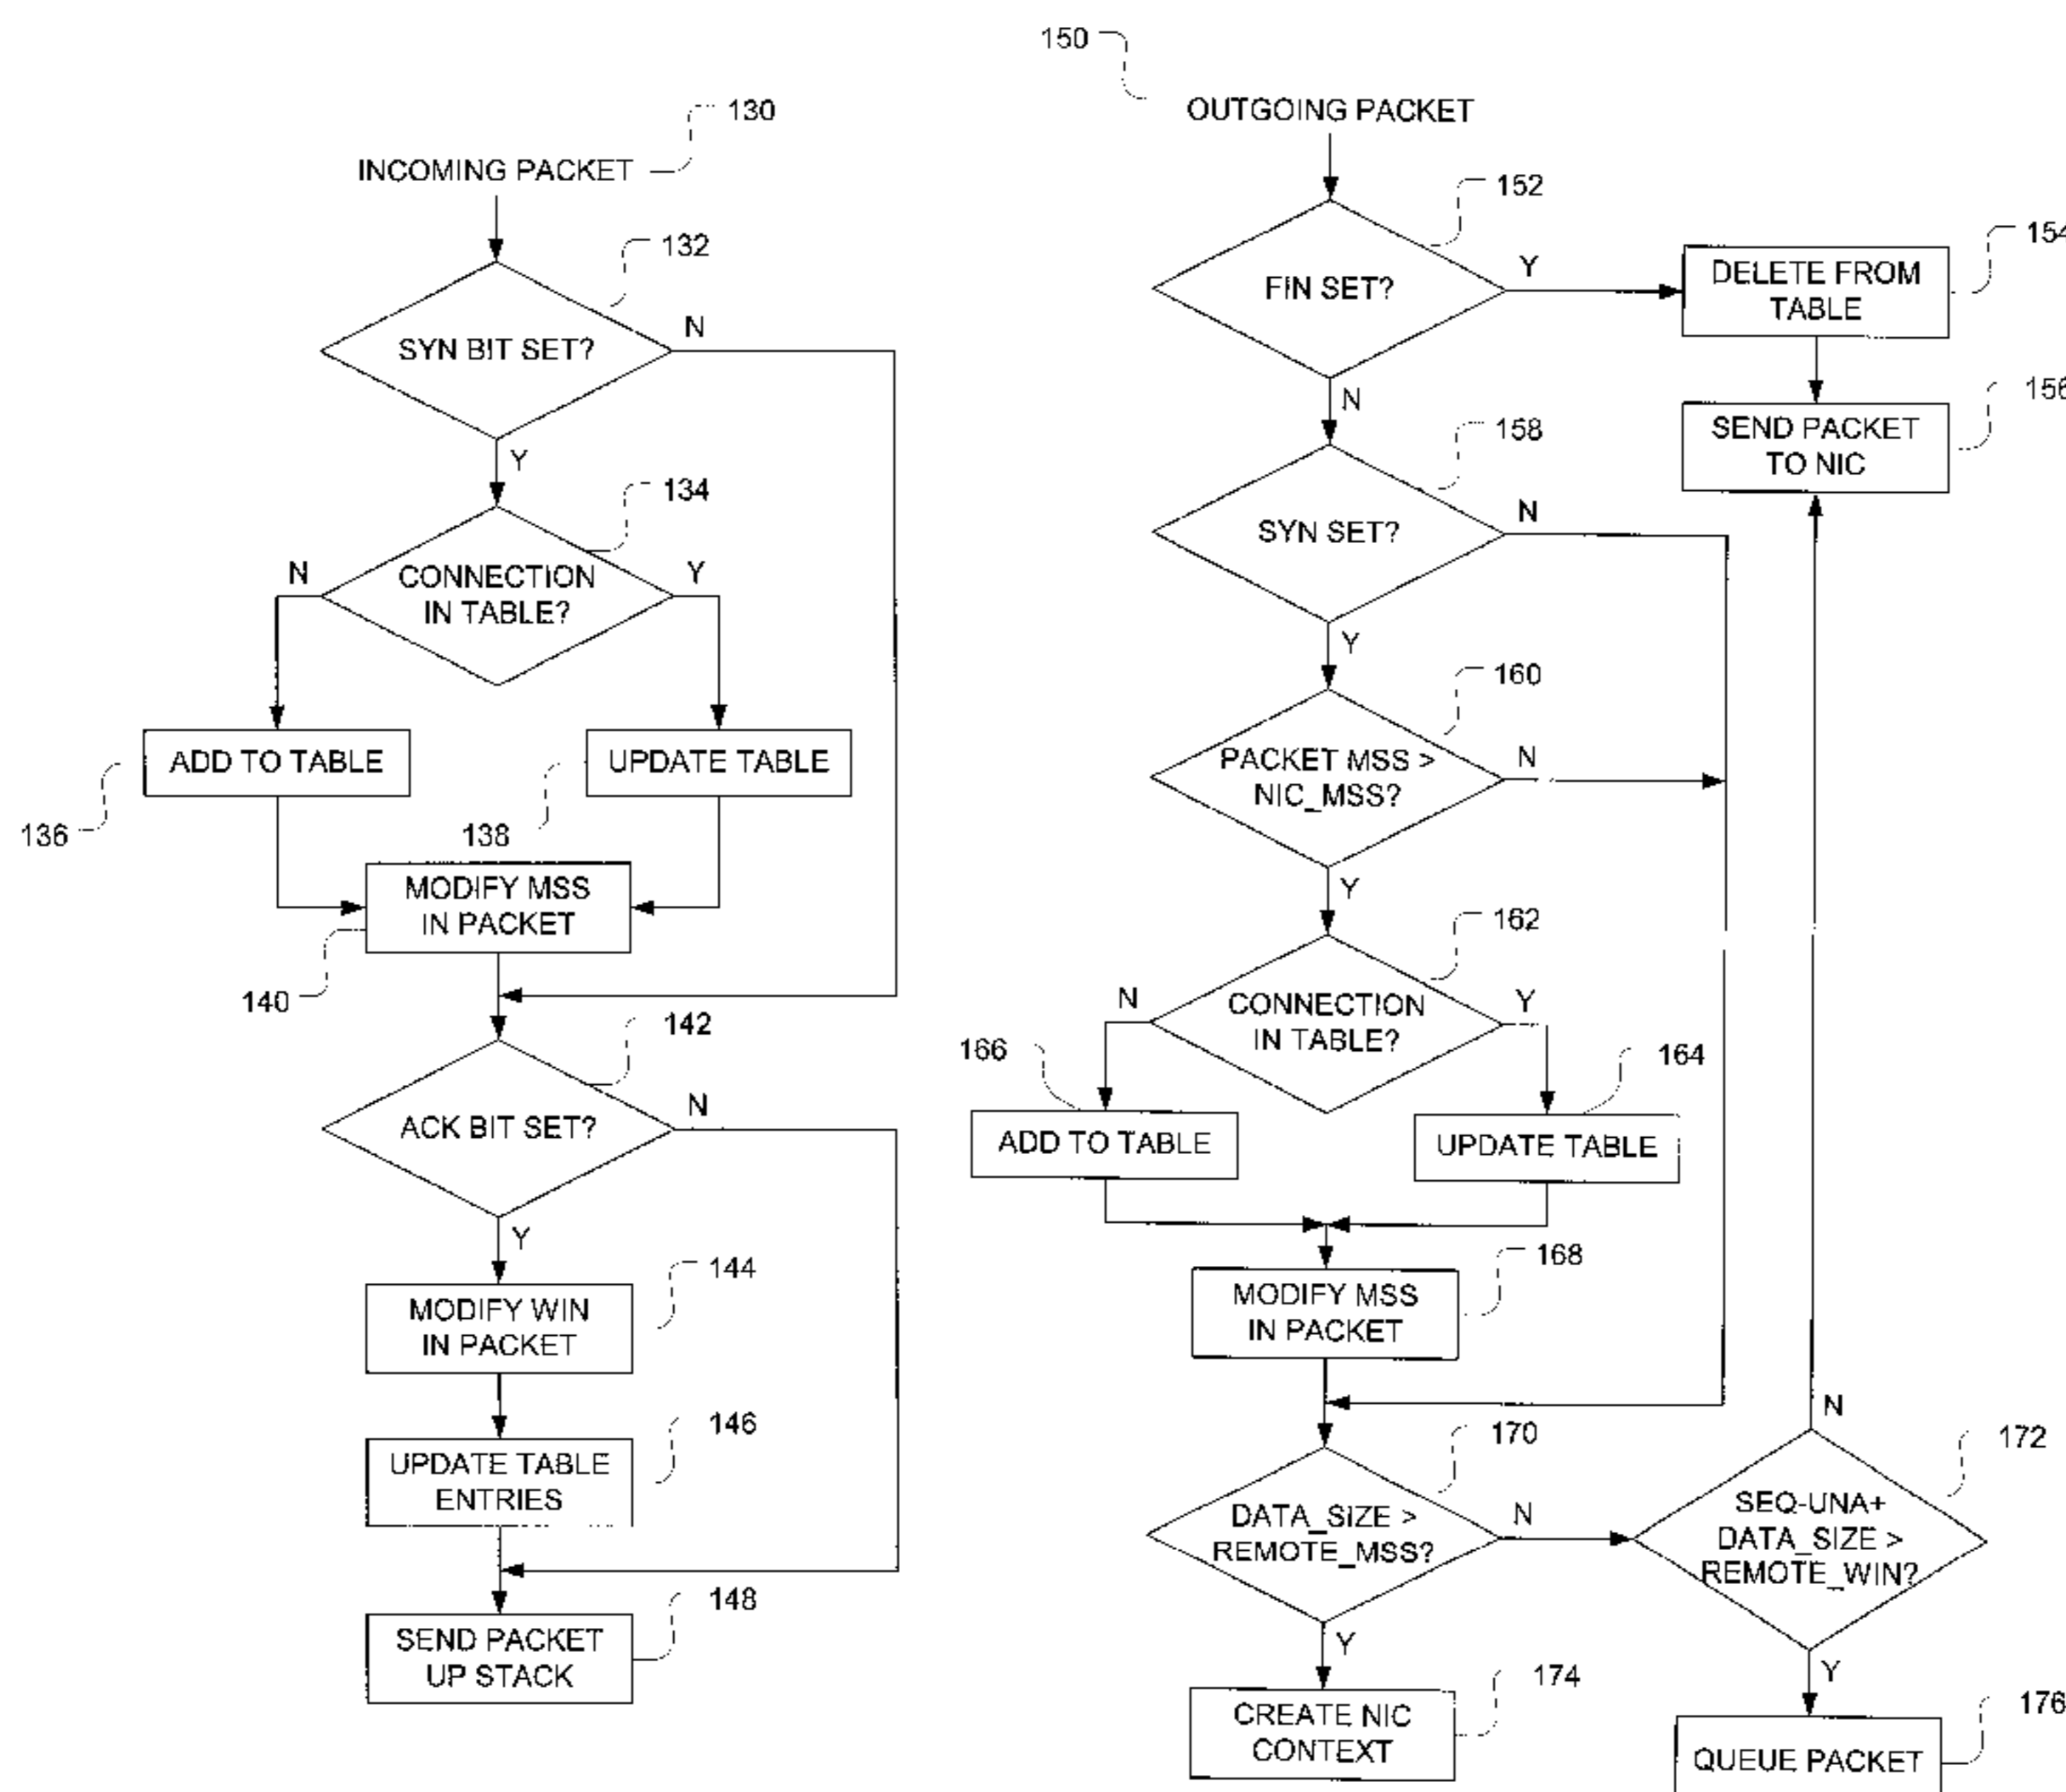 130
INCOMING PACKET
132
SYN BIT SET?
N
Y
134
CONNECTION
IN TABLE?
N
Y
ADD TO TABLE
136
UPDATE TABLE
138
MODIFY MSS
IN PACKET
140
142
ACK BIT SET?
N
Y
144
MODIFY WIN
IN PACKET
146
UPDATE TABLE
ENTRIES
148
SEND PACKET
UP STACK
150
OUTGOING PACKET
152
FIN SET?
Y
154
DELETE FROM
TABLE
156
SEND PACKET
TO NIC
N
158
SYN SET?
N
Y
160
PACKET MSS >
NIC_MSS?
N
Y
162
CONNECTION
IN TABLE?
N
Y
166
ADD TO TABLE
164
UPDATE TABLE
168
MODIFY MSS
IN PACKET
170
DATA_SIZE >
REMOTE_MSS?
N
Y
172
SEQ-UNA+
DATA_SIZE >
REMOTE_WIN?
N
Y
174
CREATE NIC
CONTEXT
176
QUEUE PACKET